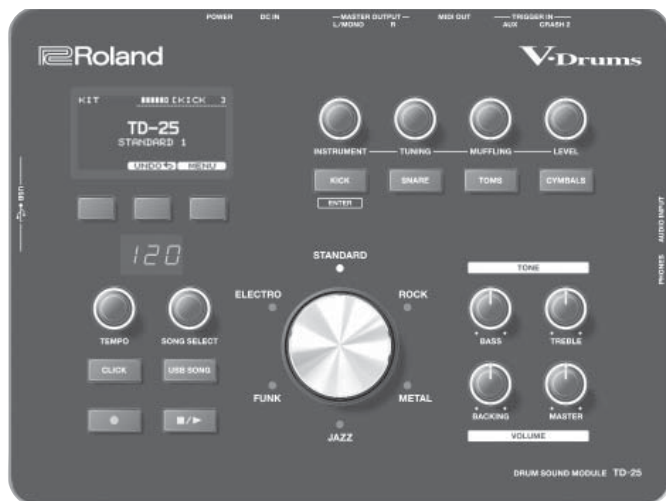 POWER DC IN MASTER OUTPUT MIDI OUT TRIGGER IN
L/MONO R AUX CRASH 2
Roland
V-Drums
KIT KICK 3
TD-25
STANDARD 1
UNDO MENU
INSTRUMENT TUNING MUFFLING LEVEL
KICK SNARE TOMS CYMBALS
ENTER
USB
120
PHONES AUDIO INPUT
STANDARD
ELECTRO ROCK
FUNK METAL
JAZZ
TEMPO SONG SELECT
CLICK USB SONG
TONE
BASS TREBLE
BACKING MASTER
VOLUME
DRUM SOUND MODULE TD-25